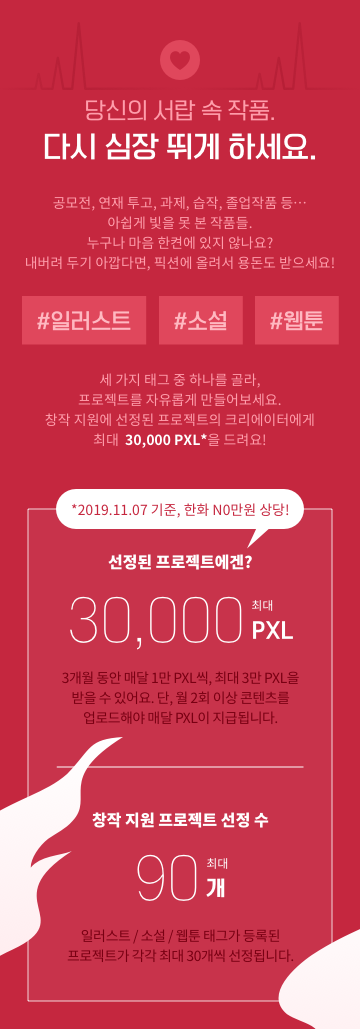 당신의 서랍 속 작품.
다시 심장 뛰게 하세요.
공모전, 연재 투고, 과제, 습작, 졸업작품 등…
아쉽게 빛을 못 본 작품들.
누구나 마음 한켠에 있지 않나요?
내버려 두기 아깝다면, 픽션에 올려서 용돈도 받으세요!
#일러스트 #소설 #웹툰
세 가지 태그 중 하나를 골라,
프로젝트를 자유롭게 만들어보세요.
창작 지원에 선정된 프로젝트의 크리에이터에게
최대 30,000 PXL*을 드려요!
*2019.11.07 기준, 한화 N0만원 상당!
선정된 프로젝트에겐?
30,000 최대 PXL
3개월 동안 매달 1만 PXL씩, 최대 3만 PXL을
받을 수 있어요. 단, 월 2회 이상 콘텐츠를
업로드해야 매달 PXL이 지급됩니다.
창작 지원 프로젝트 선정 수
90 최대 개
일러스트 / 소설 / 웹툰 태그가 등록된
프로젝트가 각각 최대 30개씩 선정됩니다.